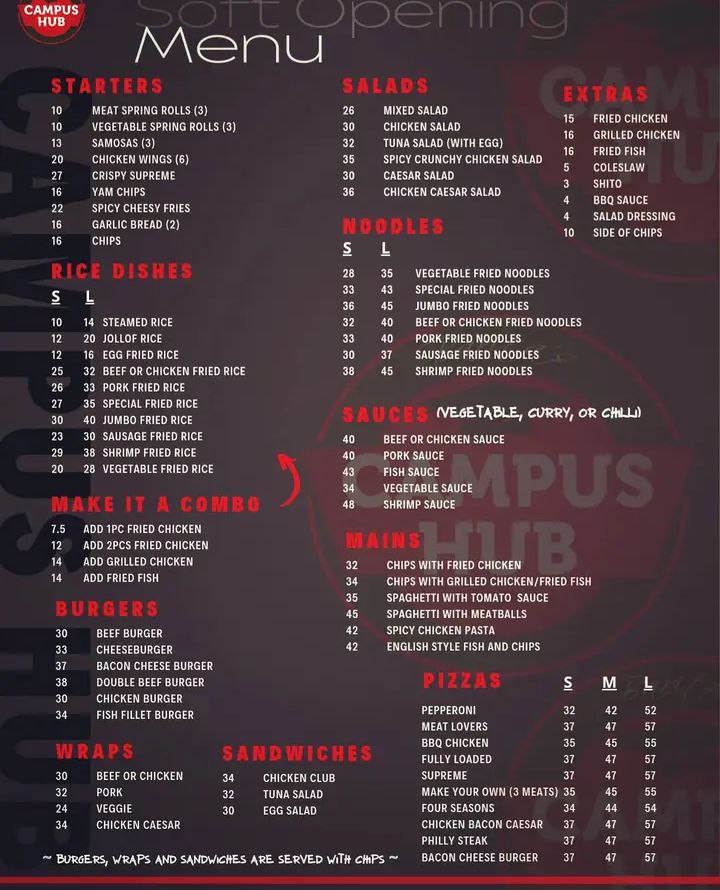 CAMPUS
HUB
Soft Opening
Menu
STARTERS
10 MEAT SPRING ROLLS (3)
10 VEGETABLE SPRING ROLLS (3)
13 SAMOSAS (3)
20 CHICKEN WINGS (6)
27 CRISPY SUPREME
16 YAM CHIPS
22 SPICY CHEESY FRIES
16 GARLIC BREAD (2)
16 CHIPS
RICE DISHES
S L
10 14 STEAMED RICE
12 20 JOLLOF RICE
12 16 EGG FRIED RICE
25 32 BEEF OR CHICKEN FRIED RICE
26 33 PORK FRIED RICE
27 35 SPECIAL FRIED RICE
30 40 JUMBO FRIED RICE
23 30 SAUSAGE FRIED RICE
29 38 SHRIMP FRIED RICE
20 28 VEGETABLE FRIED RICE
MAKE IT A COMBO
7.5 ADD 1PC FRIED CHICKEN
12 ADD 2PCS FRIED CHICKEN
14 ADD GRILLED CHICKEN
14 ADD FRIED FISH
BURGERS
30 BEEF BURGER
33 CHEESEBURGER
37 BACON CHEESE BURGER
38 DOUBLE BEEF BURGER
30 CHICKEN BURGER
34 FISH FILLET BURGER
WRAPS
30 BEEF OR CHICKEN
32 PORK
24 VEGGIE
34 CHICKEN CAESAR
SANDWICHES
34 CHICKEN CLUB
32 TUNA SALAD
30 EGG SALAD
~ BURGERS, WRAPS AND SANDWICHES ARE SERVED WITH CHIPS ~
SALADS
26 MIXED SALAD
30 CHICKEN SALAD
32 TUNA SALAD (WITH EGG)
35 SPICY CRUNCHY CHICKEN SALAD
30 CAESAR SALAD
36 CHICKEN CAESAR SALAD
EXTRAS
15 FRIED CHICKEN
16 GRILLED CHICKEN
16 FRIED FISH
5 COLESLAW
3 SHITO
4 BBQ SAUCE
4 SALAD DRESSING
10 SIDE OF CHIPS
NOODLES
S L
28 35 VEGETABLE FRIED NOODLES
33 43 SPECIAL FRIED NOODLES
36 45 JUMBO FRIED NOODLES
32 40 BEEF OR CHICKEN FRIED NOODLES
33 40 PORK FRIED NOODLES
30 37 SAUSAGE FRIED NOODLES
38 45 SHRIMP FRIED NOODLES
SAUCES (VEGETABLE, CURRY, OR CHILLI)
40 BEEF OR CHICKEN SAUCE
40 PORK SAUCE
43 FISH SAUCE
34 VEGETABLE SAUCE
48 SHRIMP SAUCE
MAINS
32 CHIPS WITH FRIED CHICKEN
34 CHIPS WITH GRILLED CHICKEN/FRIED FISH
35 SPAGHETTI WITH TOMATO SAUCE
45 SPAGHETTI WITH MEATBALLS
42 SPICY CHICKEN PASTA
42 ENGLISH STYLE FISH AND CHIPS
PIZZAS S M L
PEPPERONI 32 42 52
MEAT LOVERS 37 47 57
BBQ CHICKEN 35 45 55
FULLY LOADED 37 47 57
SUPREME 37 47 57
MAKE YOUR OWN (3 MEATS) 35 45 55
FOUR SEASONS 34 44 54
CHICKEN BACON CAESAR 37 47 57
PHILLY STEAK 37 47 57
BACON CHEESE BURGER 37 47 57
CAMPUS HUB
CAMPUS
HUB